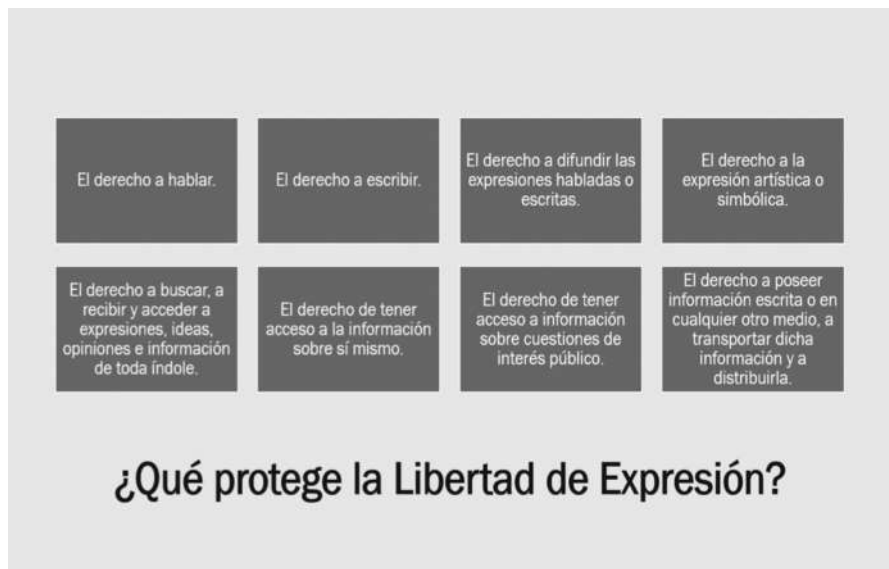 El derecho a hablar.
El derecho a escribir.
El derecho a difundir las
expresiones habladas o
escritas.
El derecho a la
expresión artística o
simbólica.
El derecho a buscar, a
recibir y acceder a
expresiones, ideas,
opiniones e información
de toda índole.
El derecho de tener
acceso a la información
sobre sí mismo.
El derecho de tener
acceso a información
sobre cuestiones de
interés público.
El derecho a poseer
información escrita o en
cualquier otro medio, a
transportar dicha
información y a
distribuirla.
¿Qué protege la Libertad de Expresión?